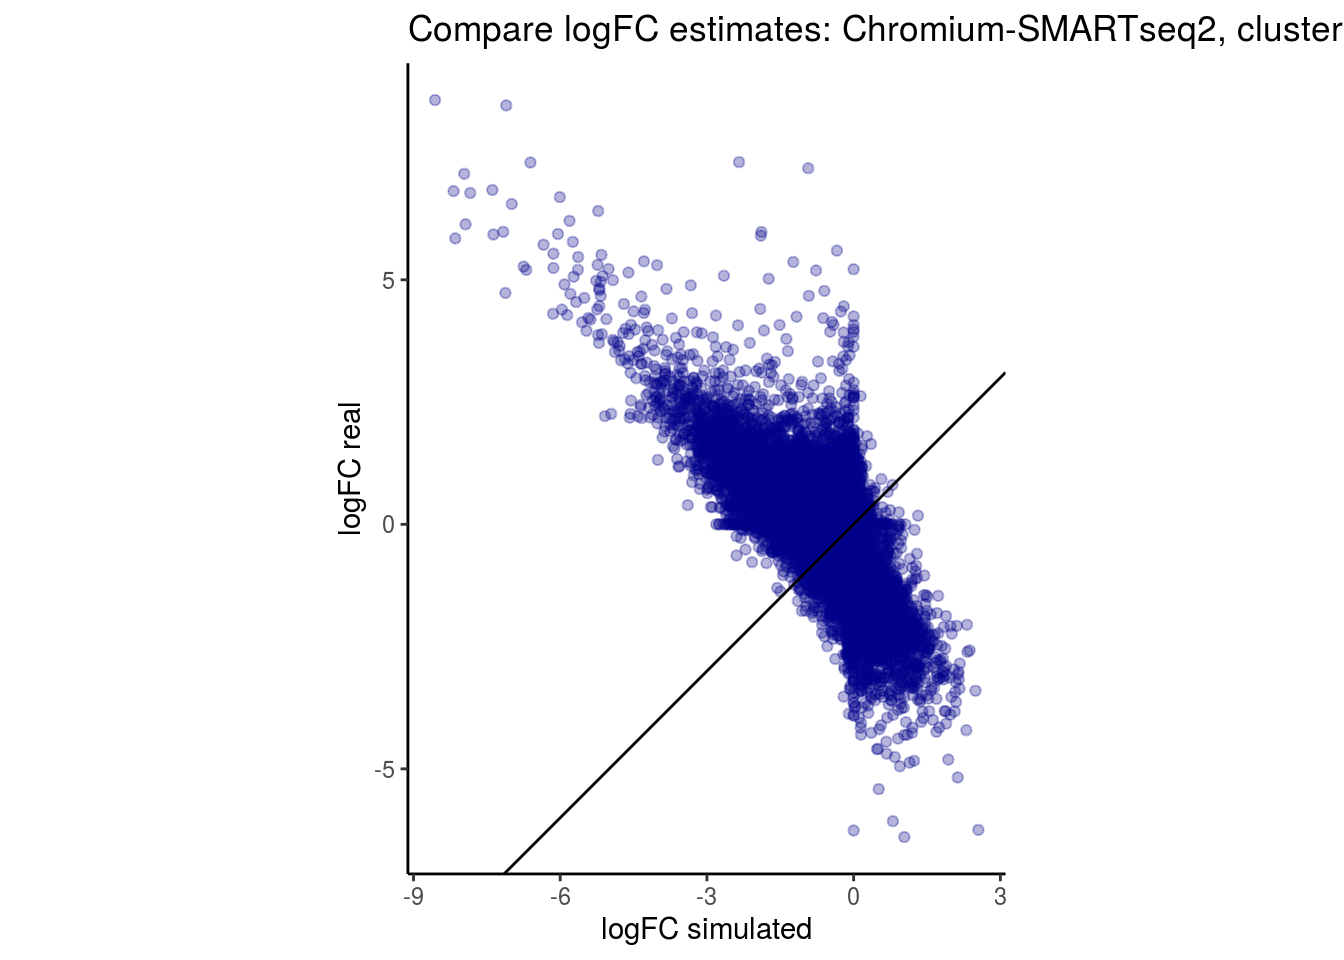 Compare logFC estimates: Chromium-SMARTseq2, cluster
5
0
-5
logFC real
-9 -6 -3 0 3
logFC simulated